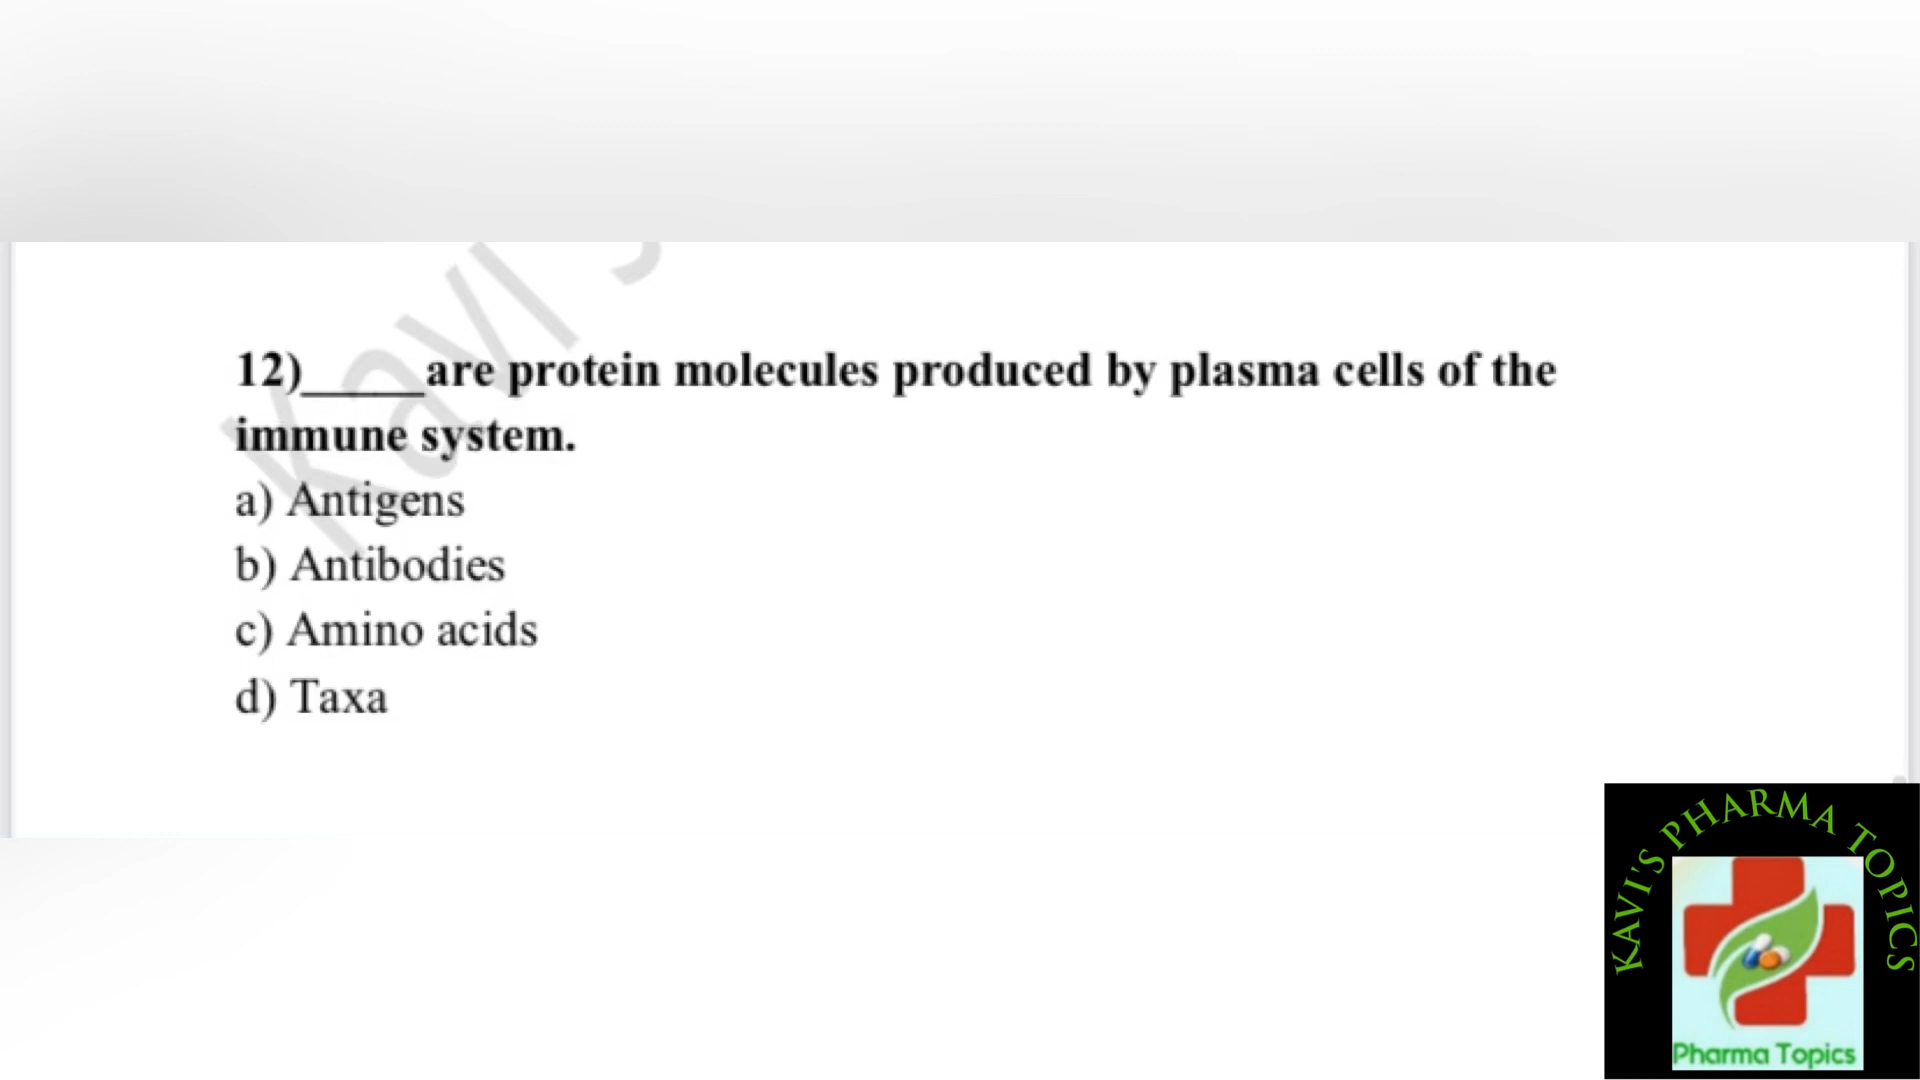 Kavi's
12)_____are protein molecules produced by plasma cells of the
immune system.
a) Antigens
b) Antibodies
c) Amino acids
d) Taxa
KAVI'S PHARMA TOPICS
Pharma Topics